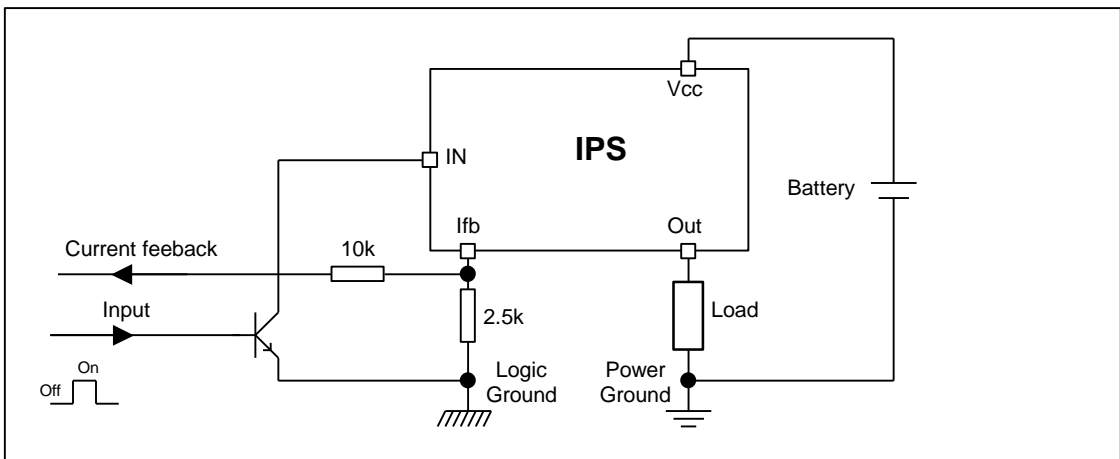 Vcc
IPS
IN
Battery
Ifb
Out
Current feeback
10k
Input
2.5k
Load
On
Off
Logic
Ground
Power
Ground